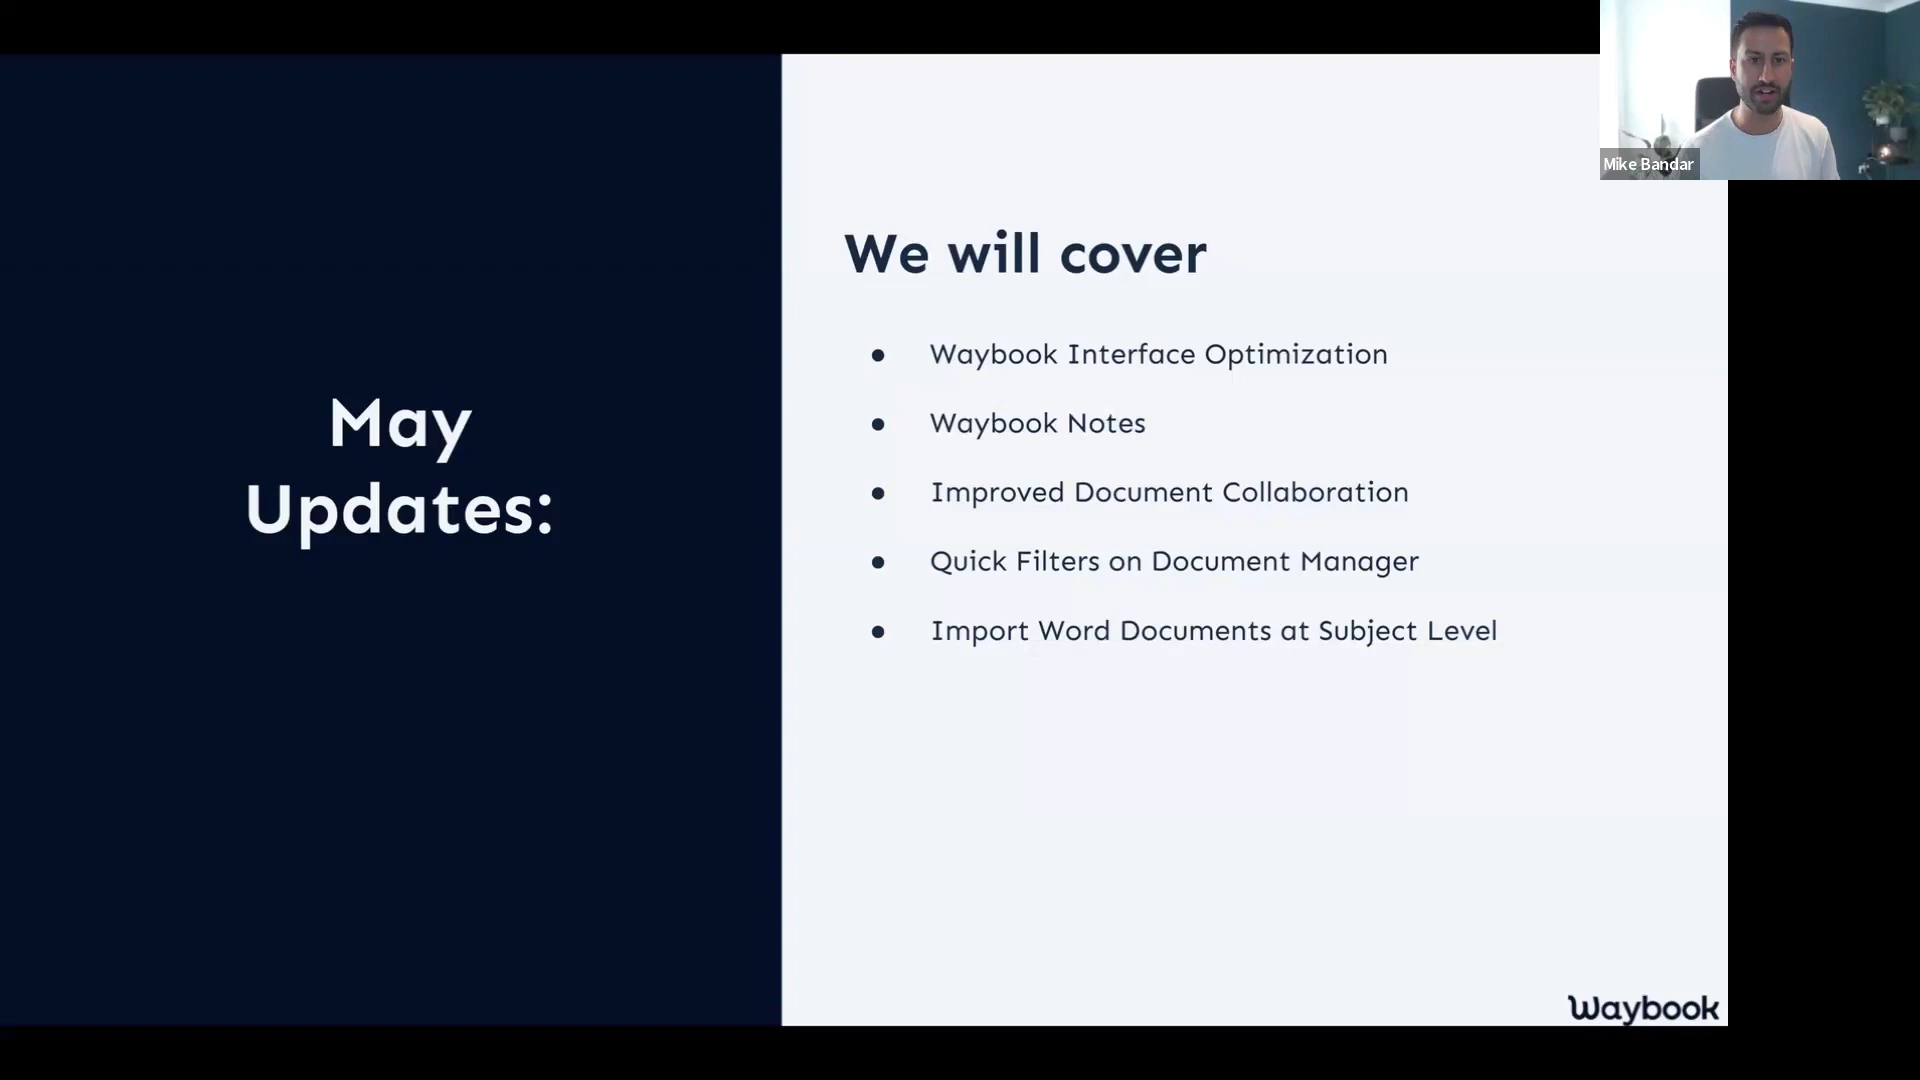 May
Updates:
We will cover
● Waybook Interface Optimization
● Waybook Notes
● Improved Document Collaboration
● Quick Filters on Document Manager
● Import Word Documents at Subject Level
Mike Bandar
Waybook